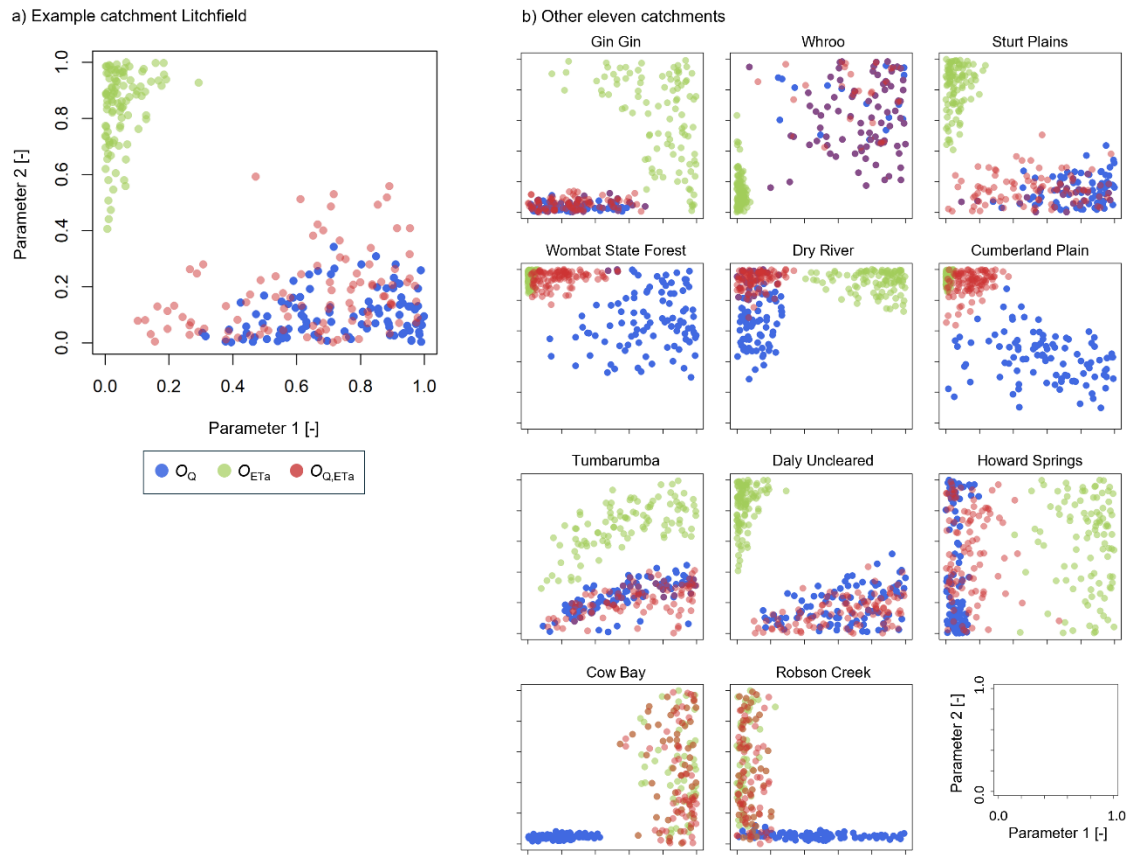 a) Example catchment Litchfield
b) Other eleven catchments
1.0
0.8
0.6
0.4
0.2
0.0
Parameter 2 [-]
0.0 0.2 0.4 0.6 0.8 1.0
Parameter 1 [-]
OQ OETa OQ,ETa
Gin Gin Whroo Sturt Plains
Wombat State Forest Dry River Cumberland Plain
Tumbarumba Daly Uncleared Howard Springs
Cow Bay Robson Creek
1.0
0.0
Parameter 2 [-]
0.0 1.0
Parameter 1 [-]